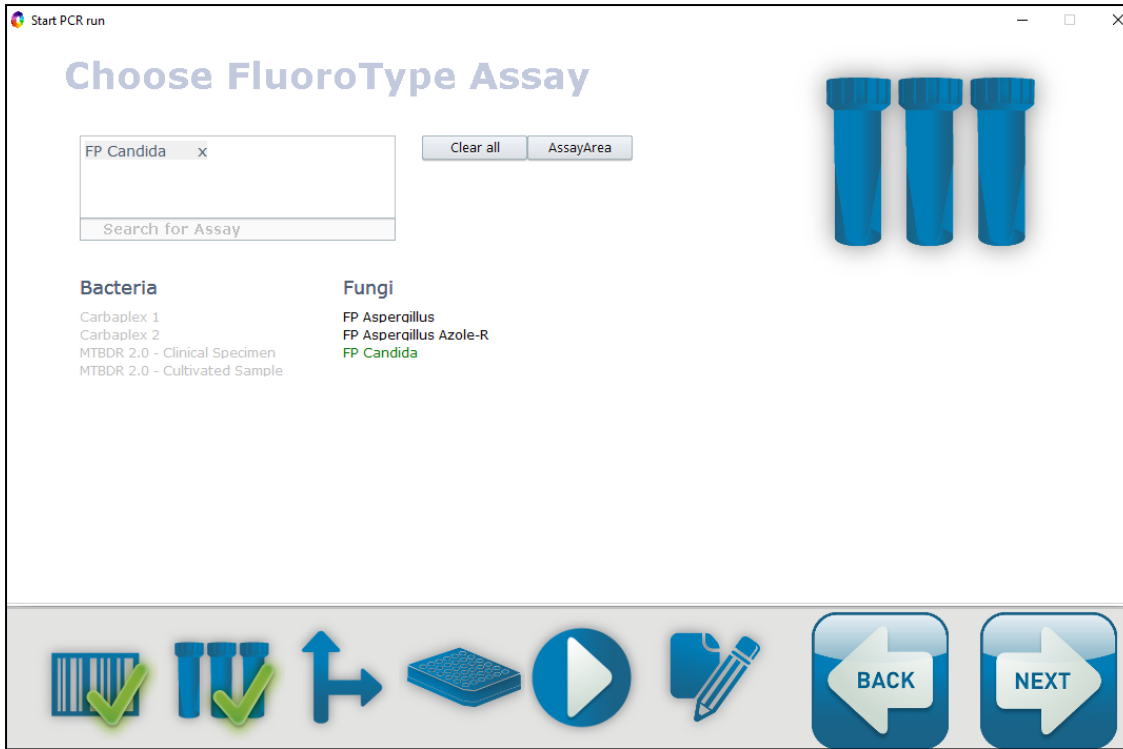 Start PCR run
Choose FluoroType Assay
FP Candida x
Clear all
AssayArea
Search for Assay
Bacteria
Carbaplex 1
Carbaplex 2
MTBDR 2.0 - Clinical Specimen
MTBDR 2.0 - Cultivated Sample
Fungi
FP Aspergillus
FP Aspergillus Azole-R
FP Candida
BACK
NEXT